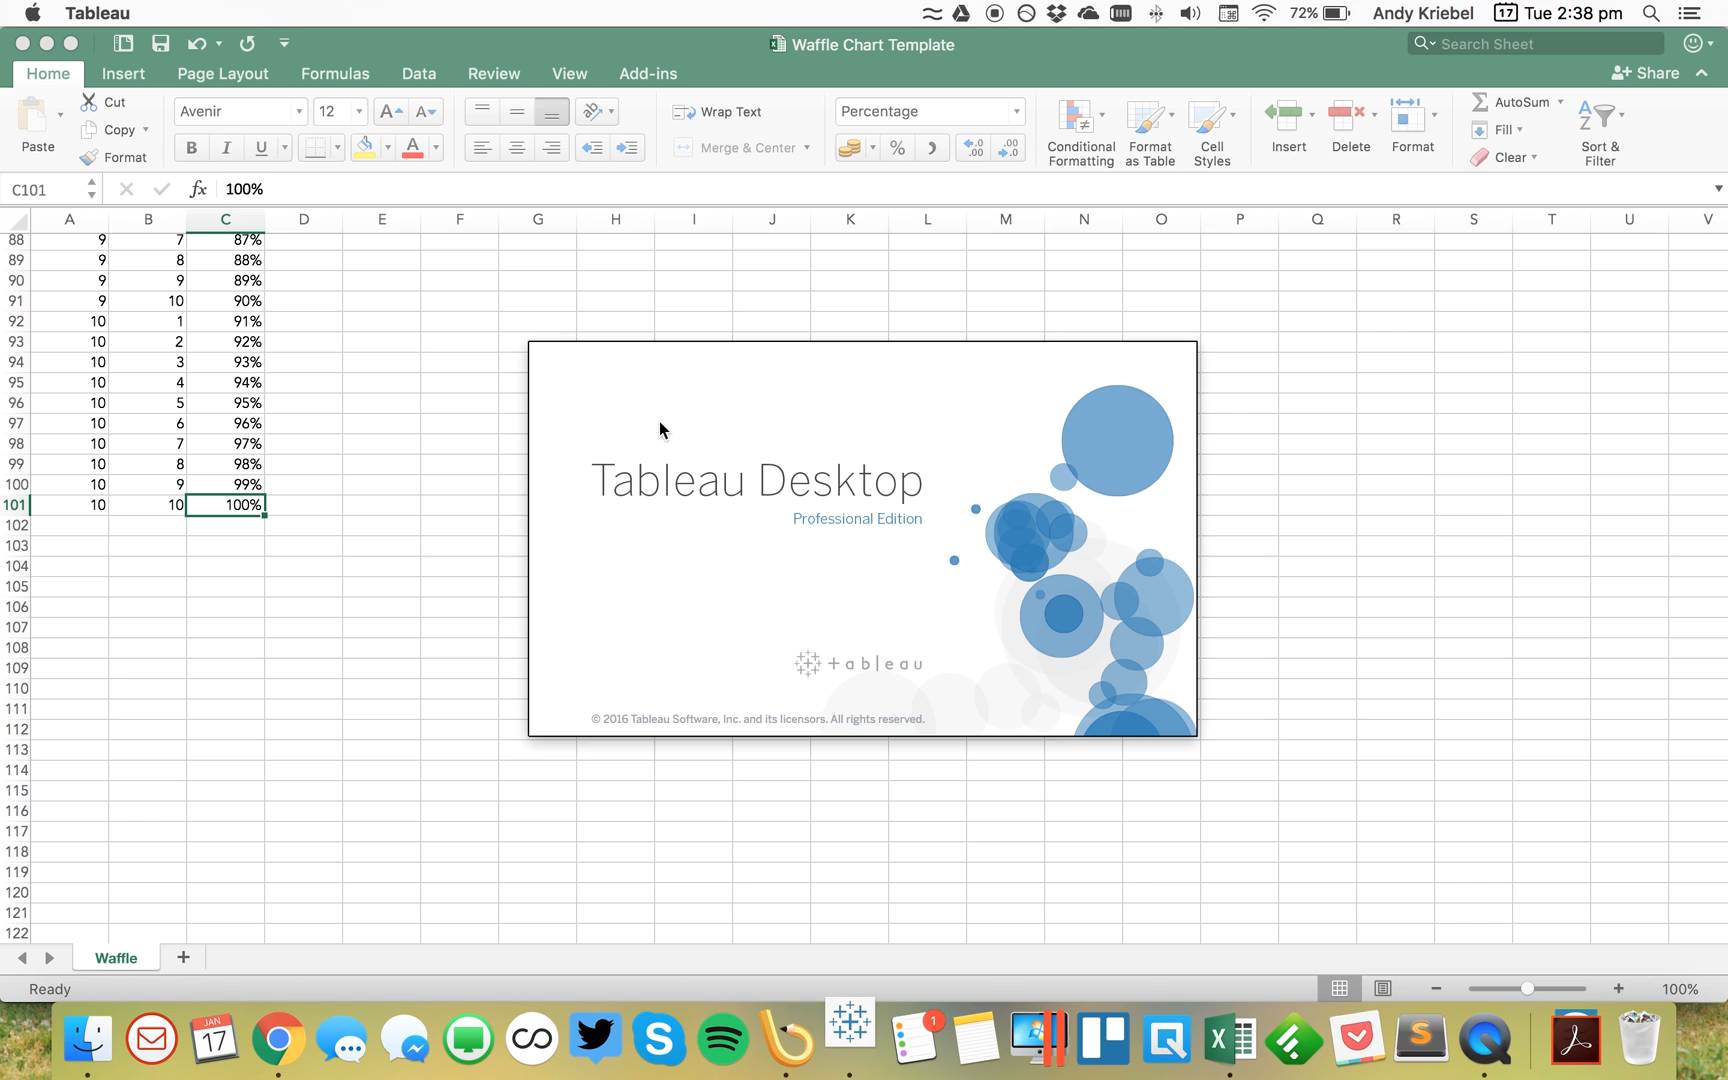 Tableau
72%
Andy Kriebel
17
Tue 2:38 pm
Waffle Chart Template
Search Sheet
Home Insert Page Layout Formulas Data Review View Add-ins
Share
Paste
Cut
Copy
Format
Avenir 12
B I U A
Wrap Text
Merge & Center
Percentage
%
Conditional Formatting
Format as Table
Cell Styles
Insert
Delete
Format
AutoSum
Fill
Clear
Sort & Filter
C101 fx 100%
A B C D E F G H I J K L M N O P Q R S T U V
88 9 7 87%
89 9 8 88%
90 9 9 89%
91 9 10 90%
92 10 1 91%
93 10 2 92%
94 10 3 93%
95 10 4 94%
96 10 5 95%
97 10 6 96%
98 10 7 97%
99 10 8 98%
100 10 9 99%
101 10 10 100%
102
103
104
105
106
107
108
109
110
111
112
113
114
115
116
117
118
119
120
121
122
Tableau Desktop
Professional Edition
+ableau
© 2016 Tableau Software, Inc. and its licensors. All rights reserved.
Waffle
Ready
100%
JAN
17
1